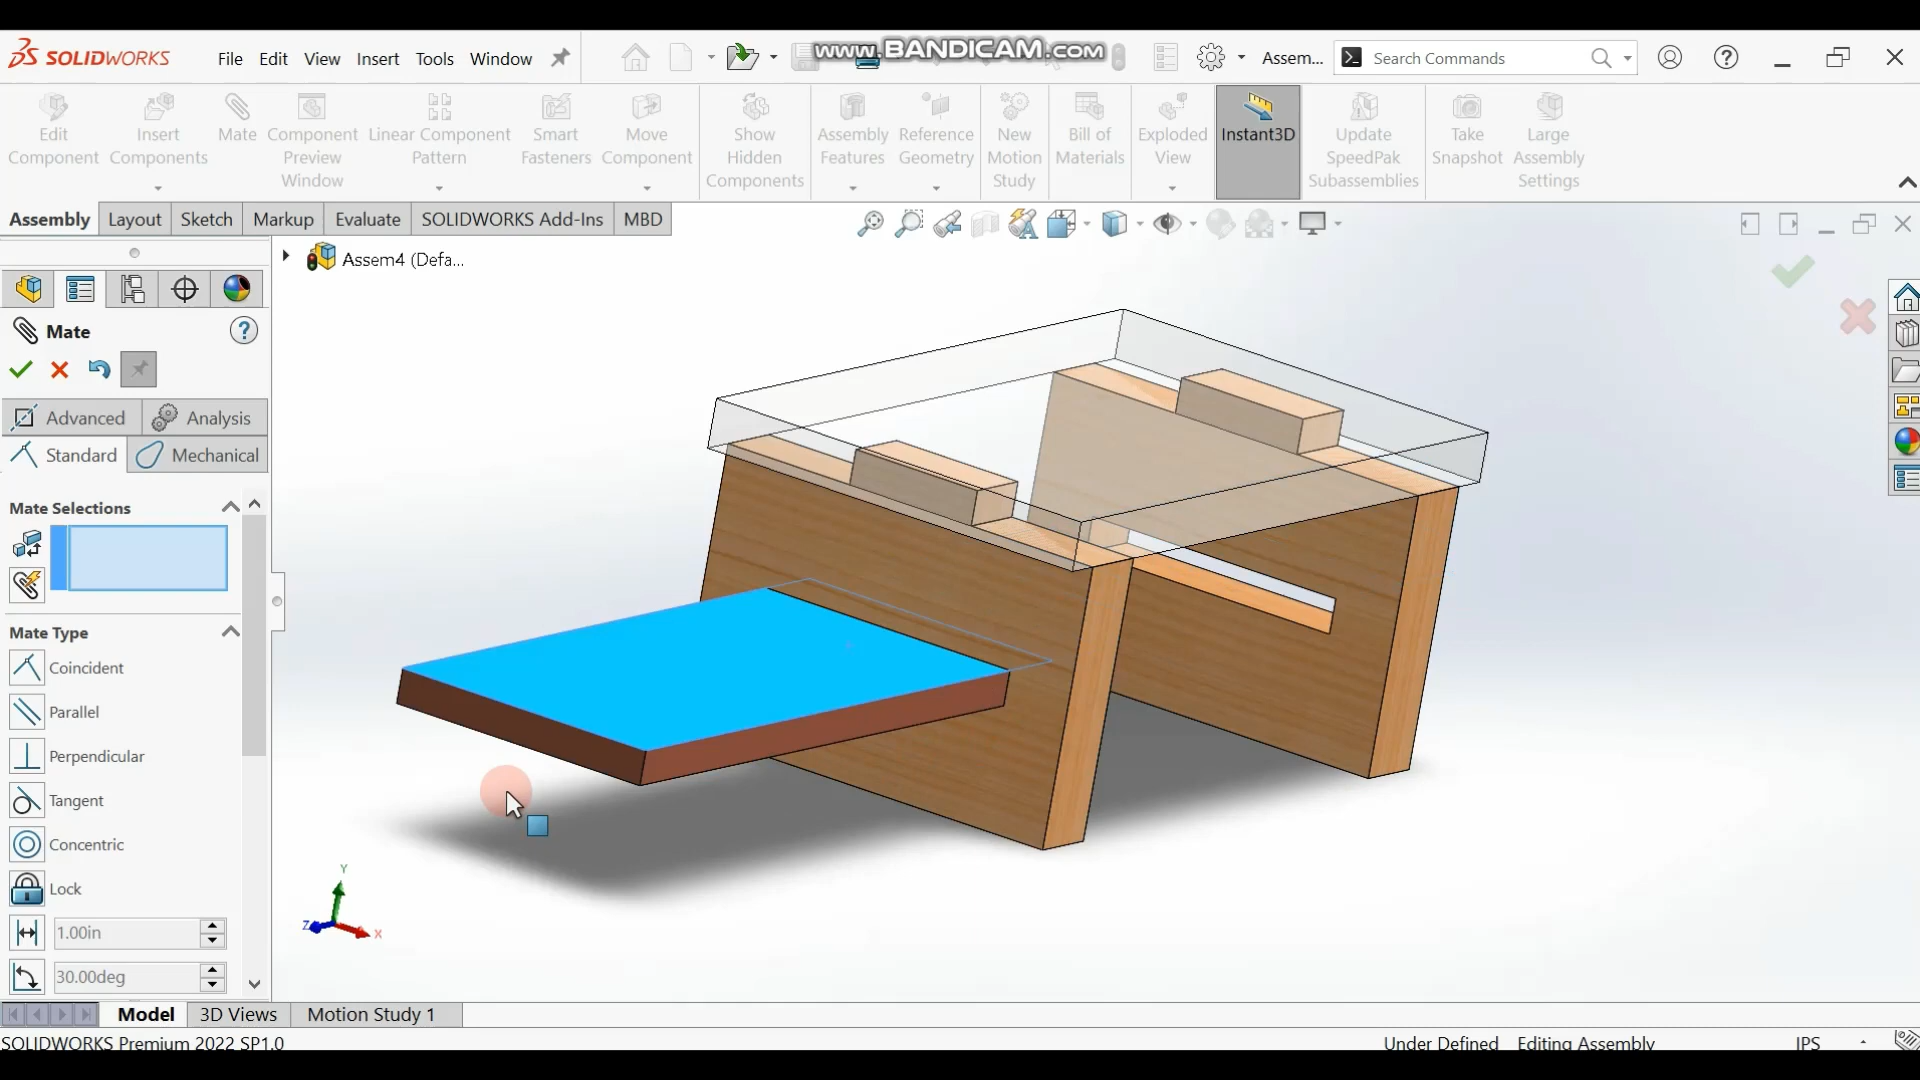 SOLIDWORKS File Edit View Insert Tools Window www.BANDICAM.com Assem... Search Commands
Edit Component
Insert Components
Mate
Component Preview Window
Linear Component Pattern
Smart Fasteners
Move Component
Show Hidden Components
Assembly Features
Reference Geometry
New Motion Study
Bill of Materials
Exploded View
Instant3D
Update SpeedPak Subassemblies
Take Snapshot
Large Assembly Settings
Assembly Layout Sketch Markup Evaluate SOLIDWORKS Add-Ins MBD
Assem4 (Defa...
Mate
Advanced Analysis
Standard Mechanical
Mate Selections
Mate Type
Coincident
Parallel
Perpendicular
Tangent
Concentric
Lock
1.00in
30.00deg
Y
Z
X
Model 3D Views Motion Study 1
SOLIDWORKS Premium 2022 SP1.0 Under Defined Editing Assembly IPS